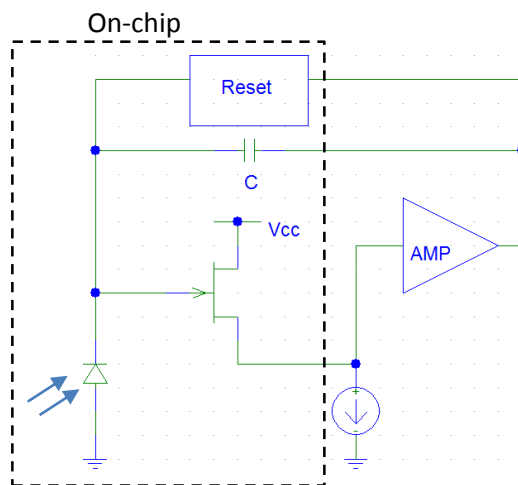 On-chip
Reset
C
Vcc
AMP
+
-